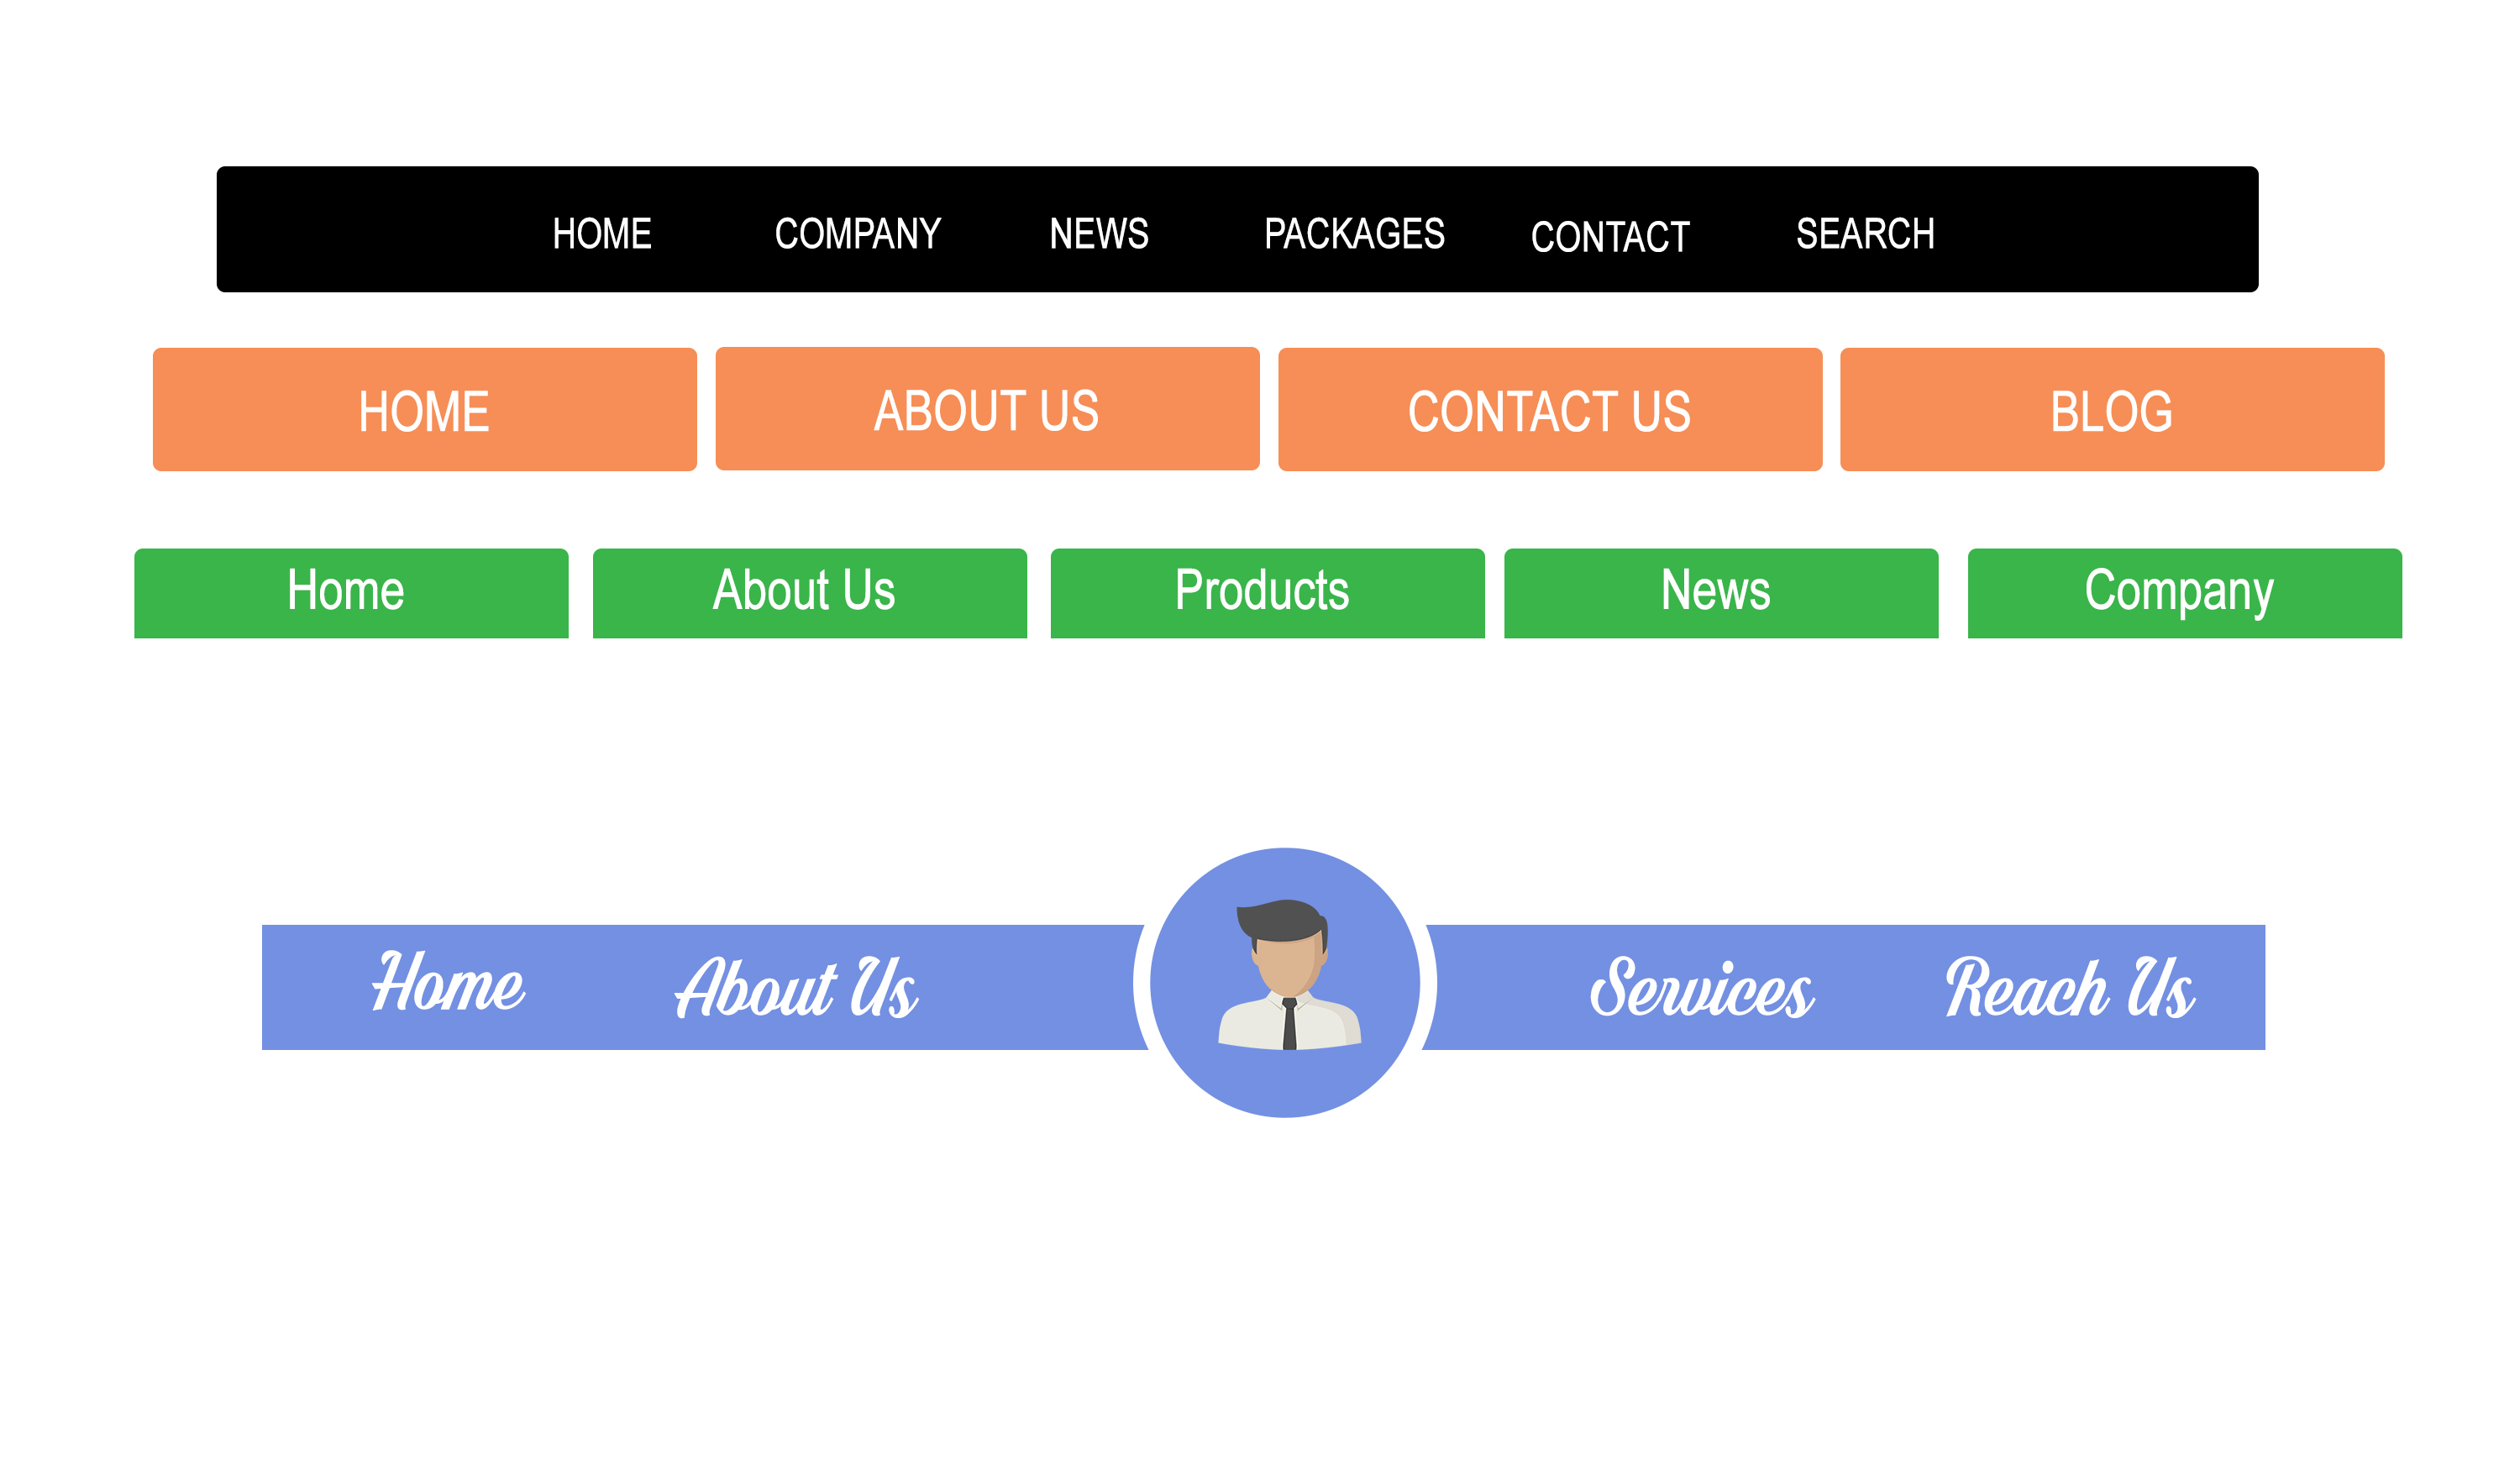 HOME COMPANY NEWS PACKAGES CONTACT SEARCH
HOME ABOUT US CONTACT US BLOG
Home About Us Products News Company
Home About Us Services Reach Us